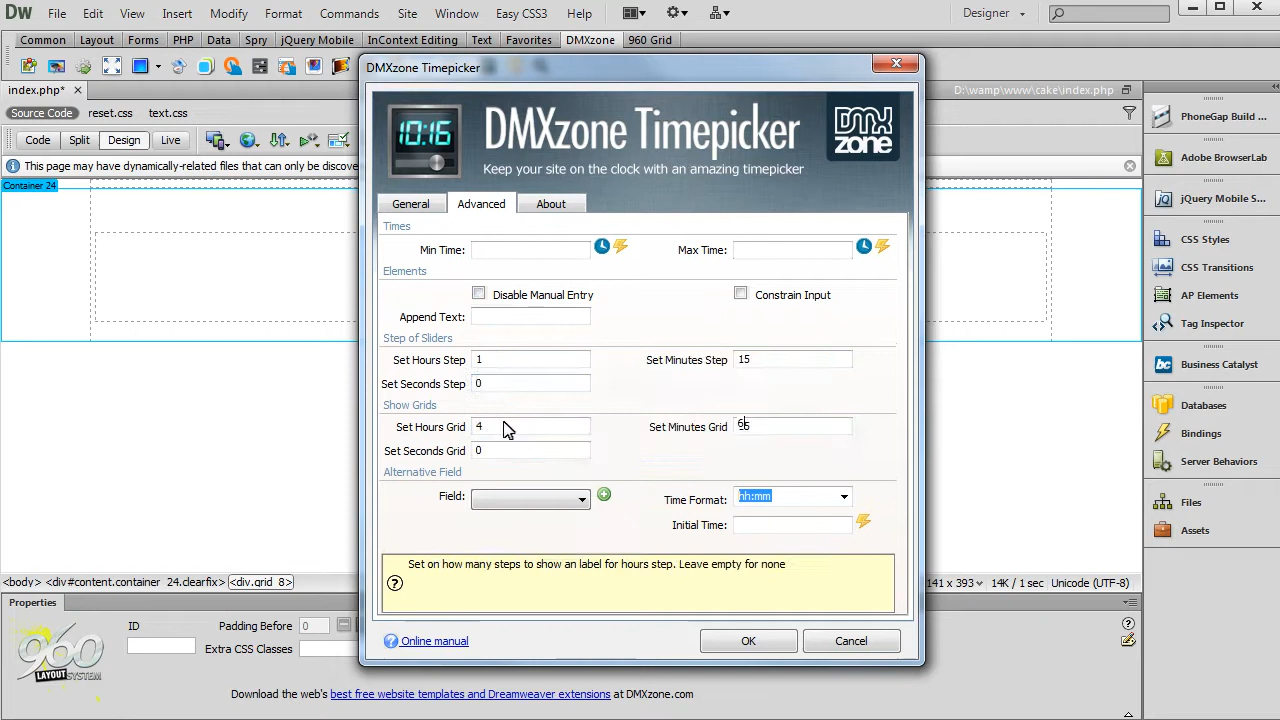 Dw File Edit View Insert Modify Format Commands Site Window Easy CSS3 Help Designer
Common Layout Forms PHP Data Spry jQuery Mobile InContext Editing Text Favorites DMXzone 960 Grid
index.php* × D:\wamp\www\cake\index.php
Source Code reset.css text.css
Code Split Design Live
This page may have dynamically-related files that can only be discove
Container 24
DMXzone Timepicker
10:16
DMXzone Timepicker
DMX
zone
Keep your site on the clock with an amazing timepicker
General Advanced About
Times
Min Time: Max Time:
Elements
Disable Manual Entry Constrain Input
Append Text:
Step of Sliders
Set Hours Step 1 Set Minutes Step 15
Set Seconds Step 0
Show Grids
Set Hours Grid 4 Set Minutes Grid
Set Seconds Grid 0
Alternative Field
Field: Time Format: hh:mm
Initial Time:
Set on how many steps to show an label for hours step. Leave empty for none
Online manual OK Cancel
PhoneGap Build ...
Adobe BrowserLab
jQuery Mobile S...
CSS Styles
CSS Transitions
AP Elements
Tag Inspector
Business Catalyst
Databases
Bindings
Server Behaviors
Files
Assets
<body> <div#content.container 24.clearfix> <div.grid 8> 141 x 393 14K / 1 sec Unicode (UTF-8)
Properties
960
LAYOUT SYSTEM
ID Padding Before 0
Extra CSS Classes
Download the web's best free website templates and Dreamweaver extensions at DMXzone.com